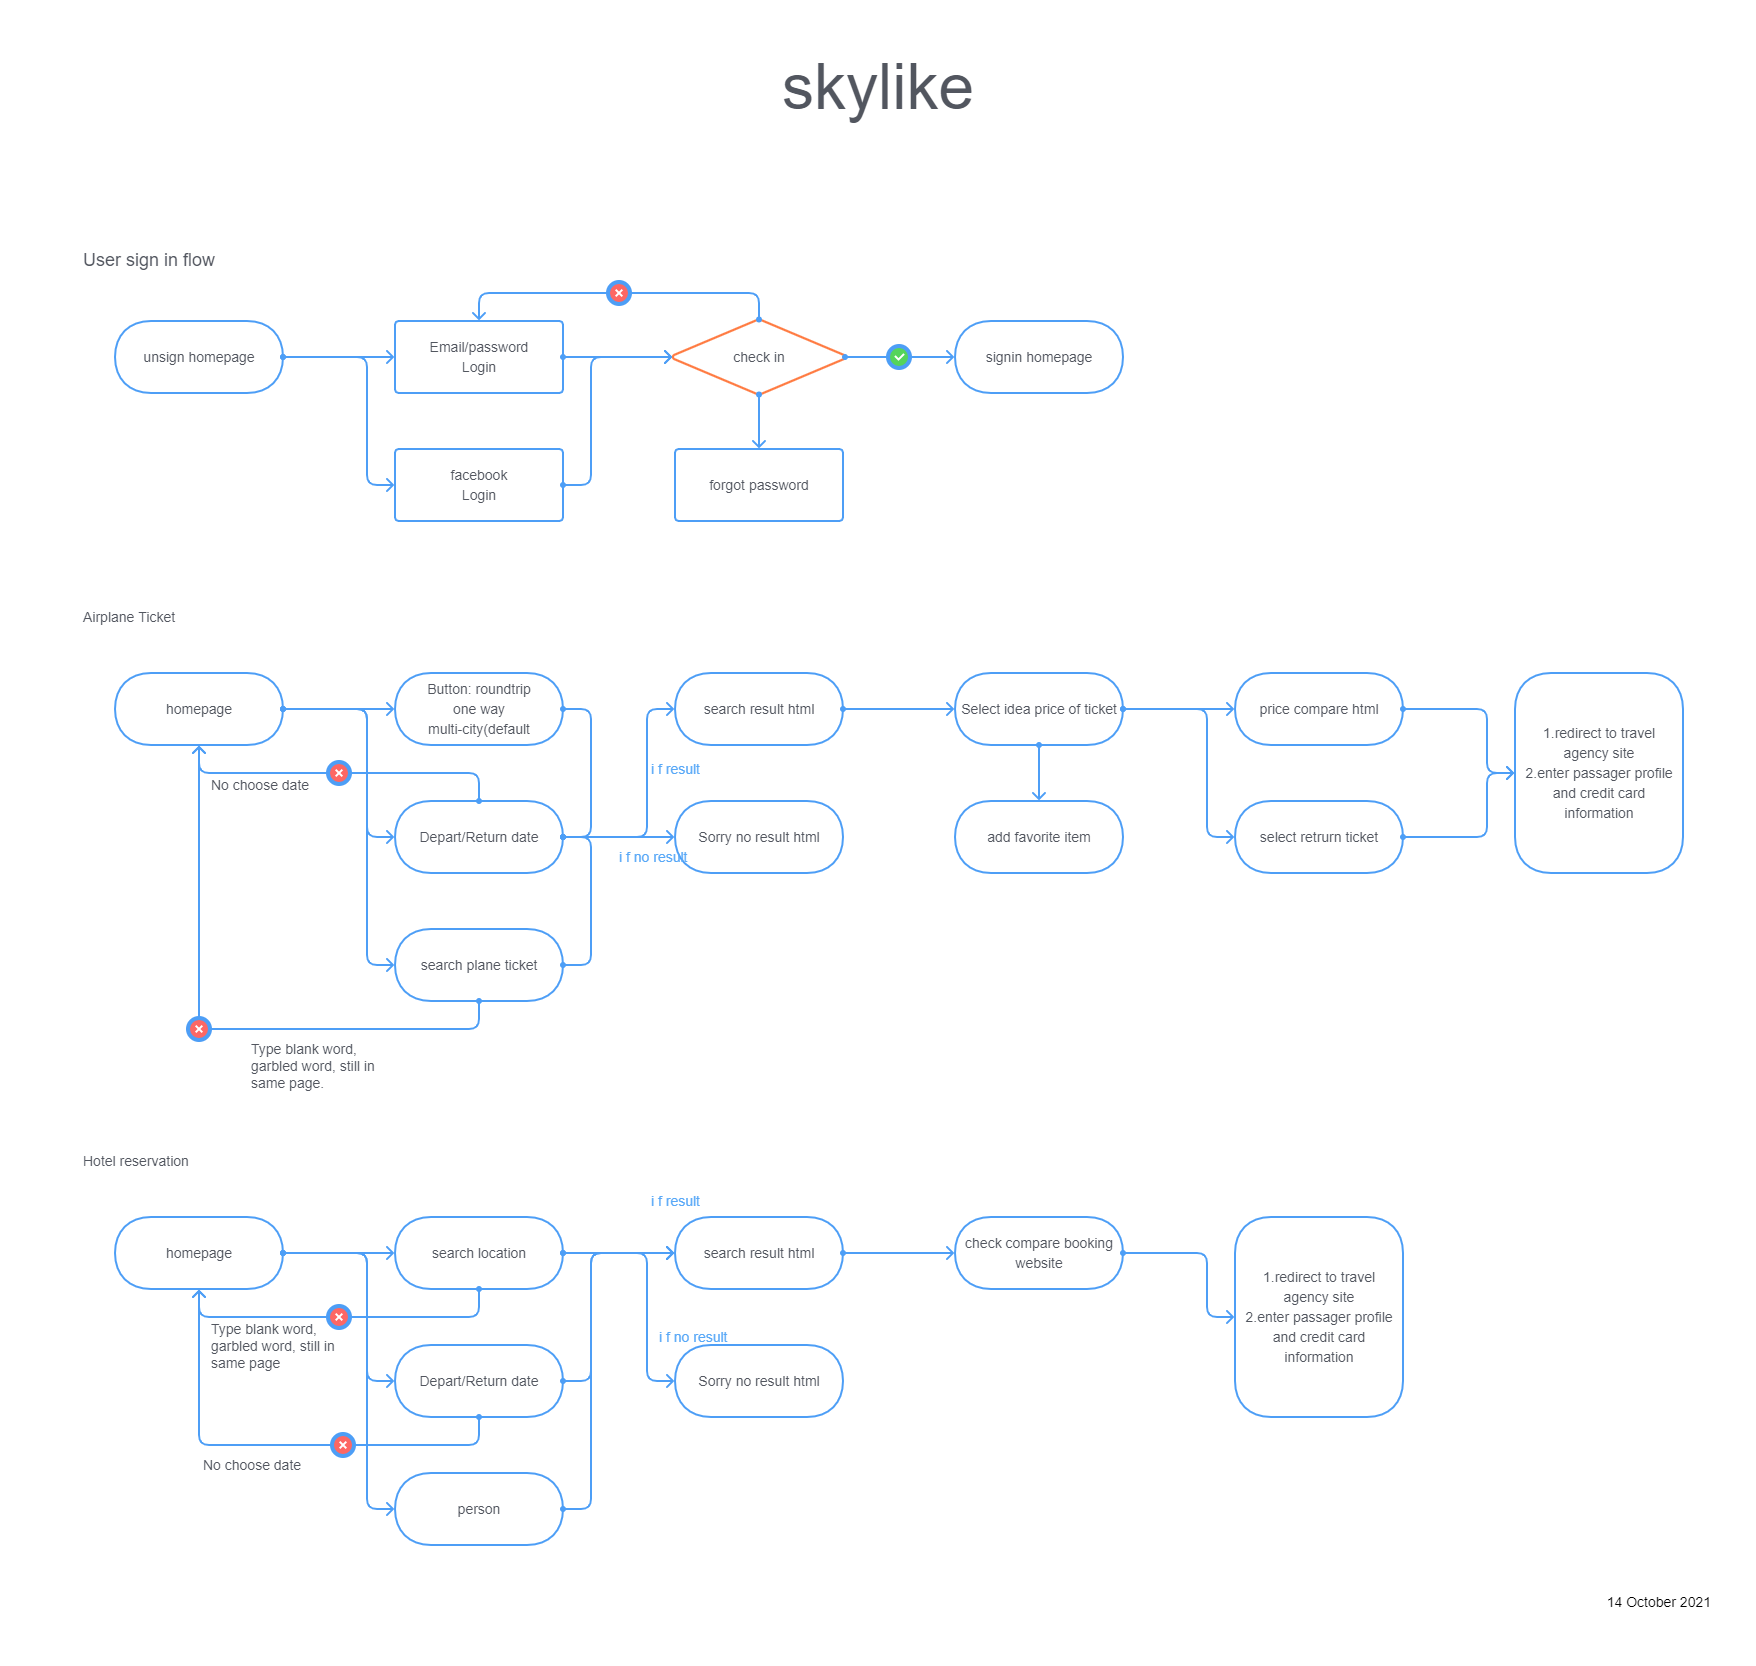 skylike
User sign in flow
unsign homepage
Email/password
Login
check in
signin homepage
facebook
Login
forgot password
Airplane Ticket
homepage
Button: roundtrip
one way
multi-city(default
search result html
Select idea price of ticket
price compare html
1.redirect to travel
agency site
2.enter passager profile
and credit card
information
i f result
No choose date
Depart/Return date
Sorry no result html
add favorite item
select retrurn ticket
i f no result
search plane ticket
Type blank word,
garbled word, still in
same page.
Hotel reservation
i f result
homepage
search location
search result html
check compare booking
website
1.redirect to travel
agency site
2.enter passager profile
and credit card
information
Type blank word,
garbled word, still in
same page
i f no result
Depart/Return date
Sorry no result html
No choose date
person
14 October 2021